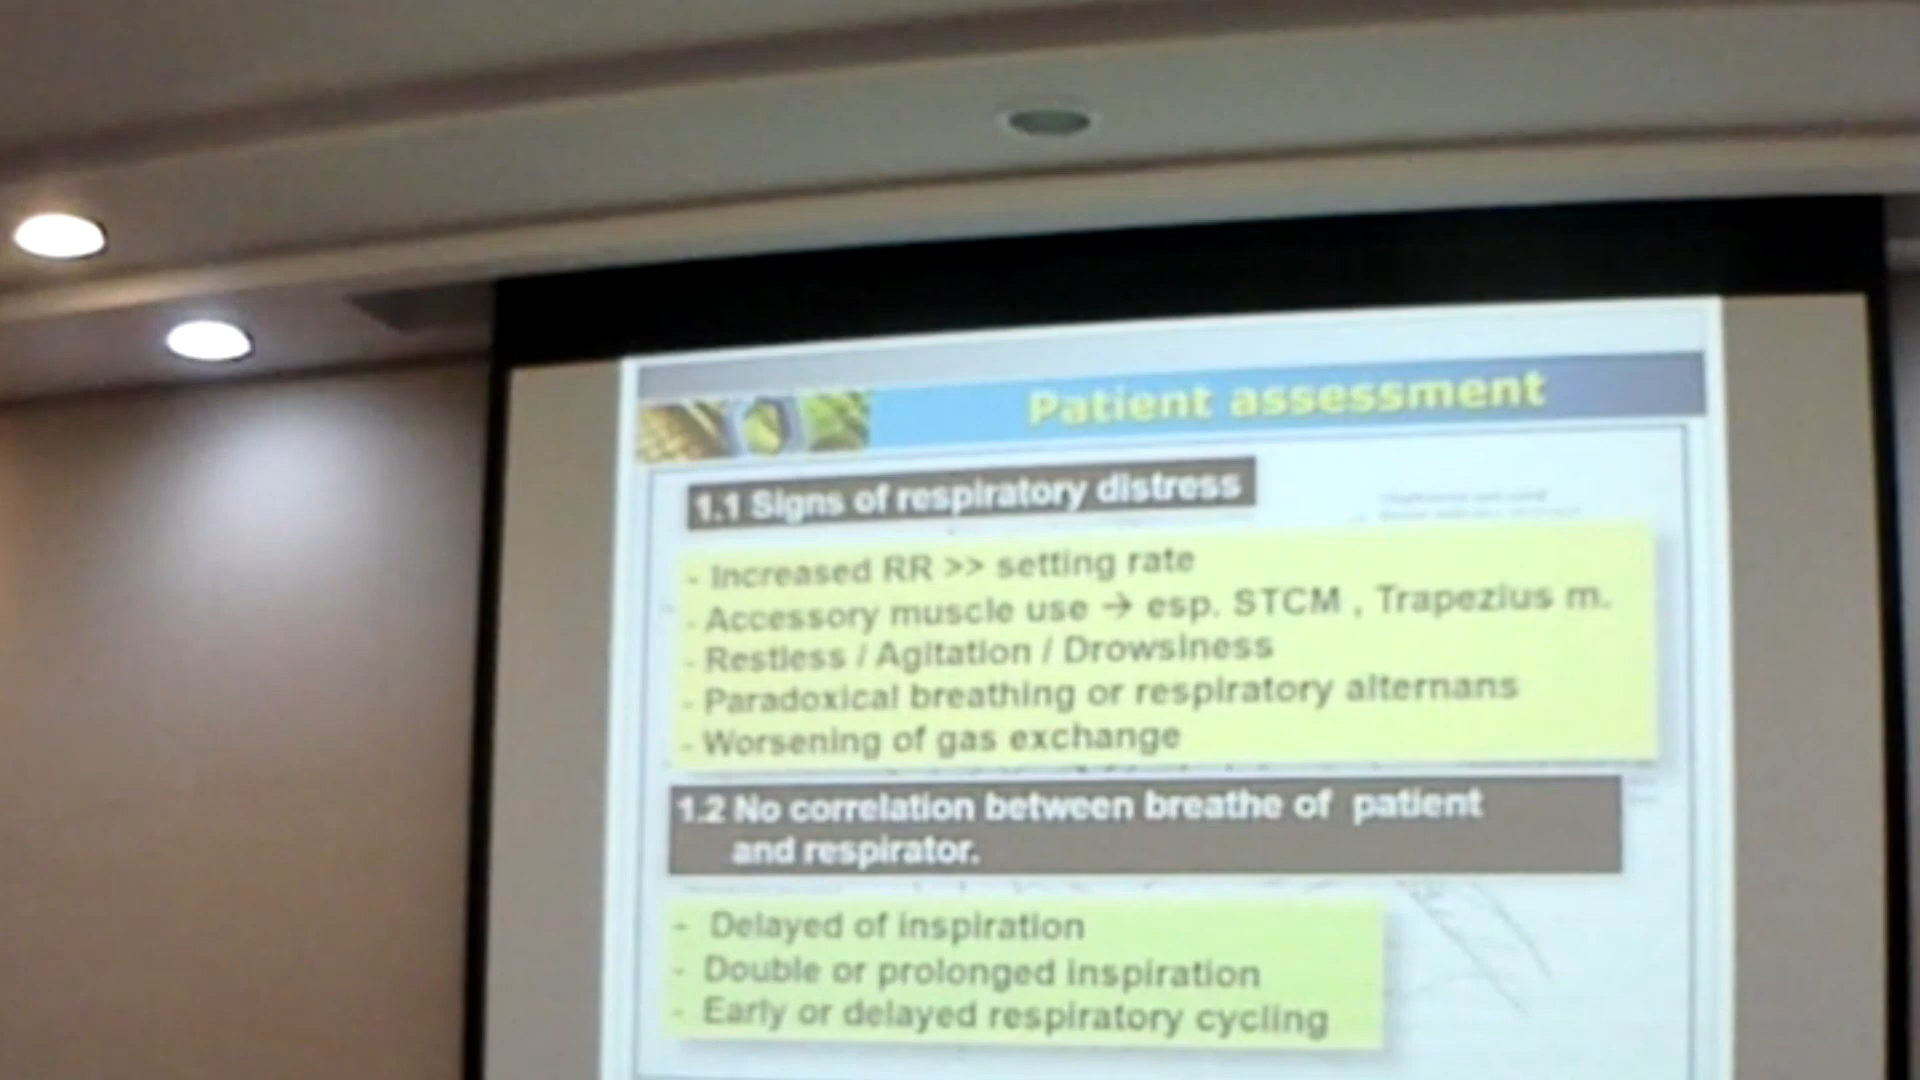 Patient assessment
1.1 Signs of respiratory distress
- Increased RR >> setting rate
- Accessory muscle use → esp. STCM , Trapezius m.
- Restless / Agitation / Drowsiness
- Paradoxical breathing or respiratory alternans
- Worsening of gas exchange
1.2 No correlation between breathe of patient
and respirator.
- Delayed of inspiration
- Double or prolonged inspiration
- Early or delayed respiratory cycling